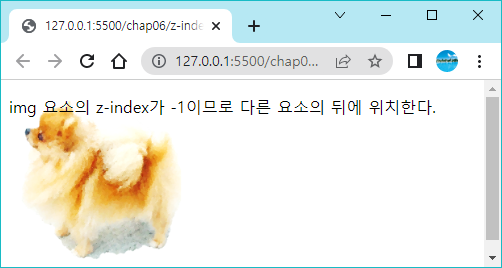 127.0.0.1:5500/chap06/z-inde
127.0.0.1:5500/chap0...
img 요소의 z-index가 -1이므로 다른 요소의 뒤에 위치한다.